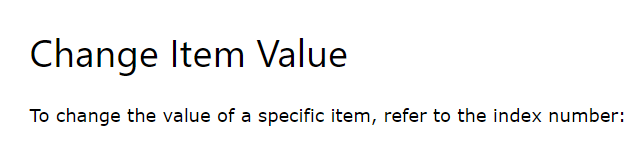 Change Item Value
To change the value of a specific item, refer to the index number: